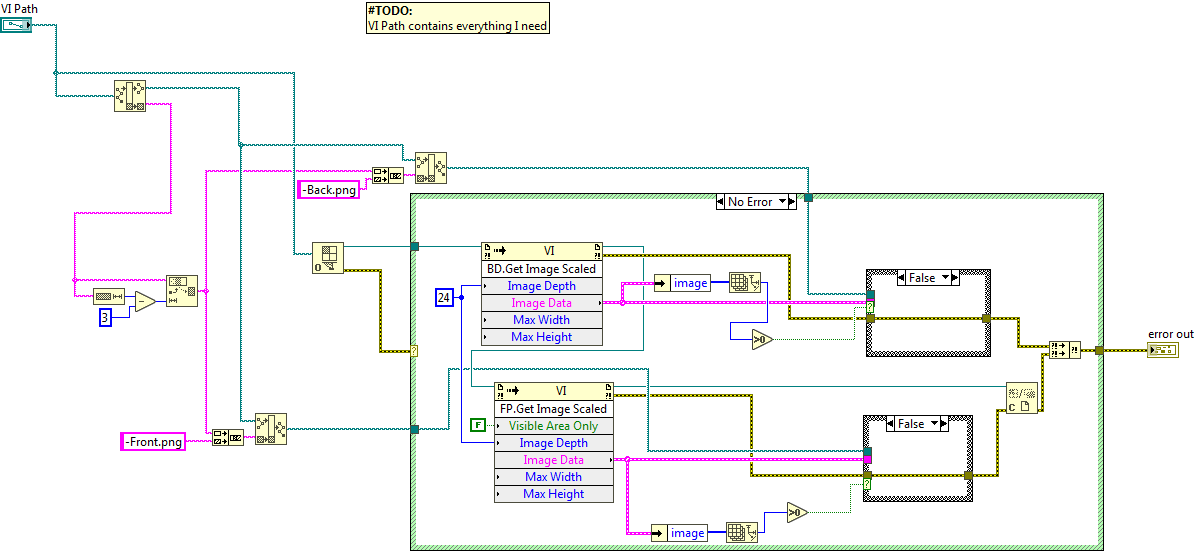 VI Path
#TODO:
VI Path contains everything I need
-Back.png
No Error
VI
BD.Get Image Scaled
Image Depth
Image Data
Max Width
Max Height
24
image
>0
False
3
error out
VI
FP.Get Image Scaled
F
Visible Area Only
Image Depth
Image Data
Max Width
Max Height
-Front.png
False
image
>0